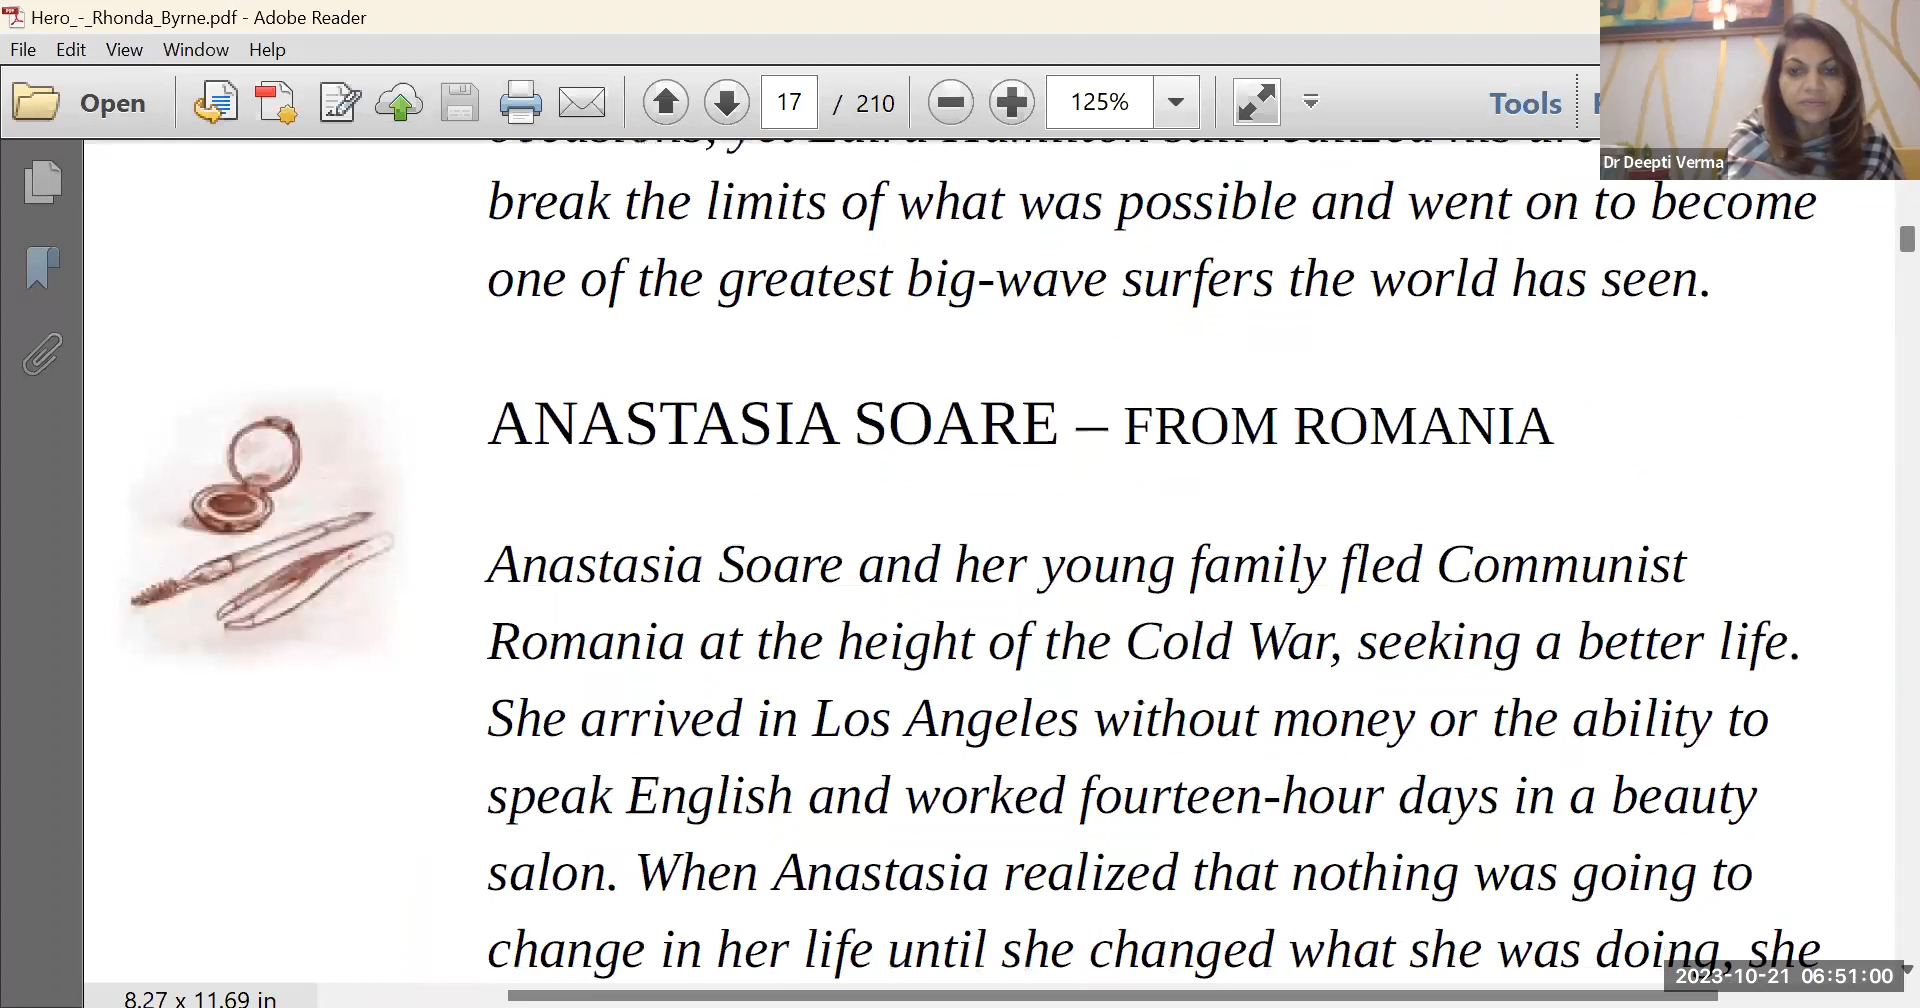 Hero_-_Rhonda_Byrne.pdf - Adobe Reader
File Edit View Window Help
Open 17 / 210 125% Tools
Dr Deepti Verma
break the limits of what was possible and went on to become
one of the greatest big-wave surfers the world has seen.
ANASTASIA SOARE – FROM ROMANIA
Anastasia Soare and her young family fled Communist
Romania at the height of the Cold War, seeking a better life.
She arrived in Los Angeles without money or the ability to
speak English and worked fourteen-hour days in a beauty
salon. When Anastasia realized that nothing was going to
change in her life until she changed what she was doing, she
2023-10-21 06:51:00
8.27 x 11.69 in